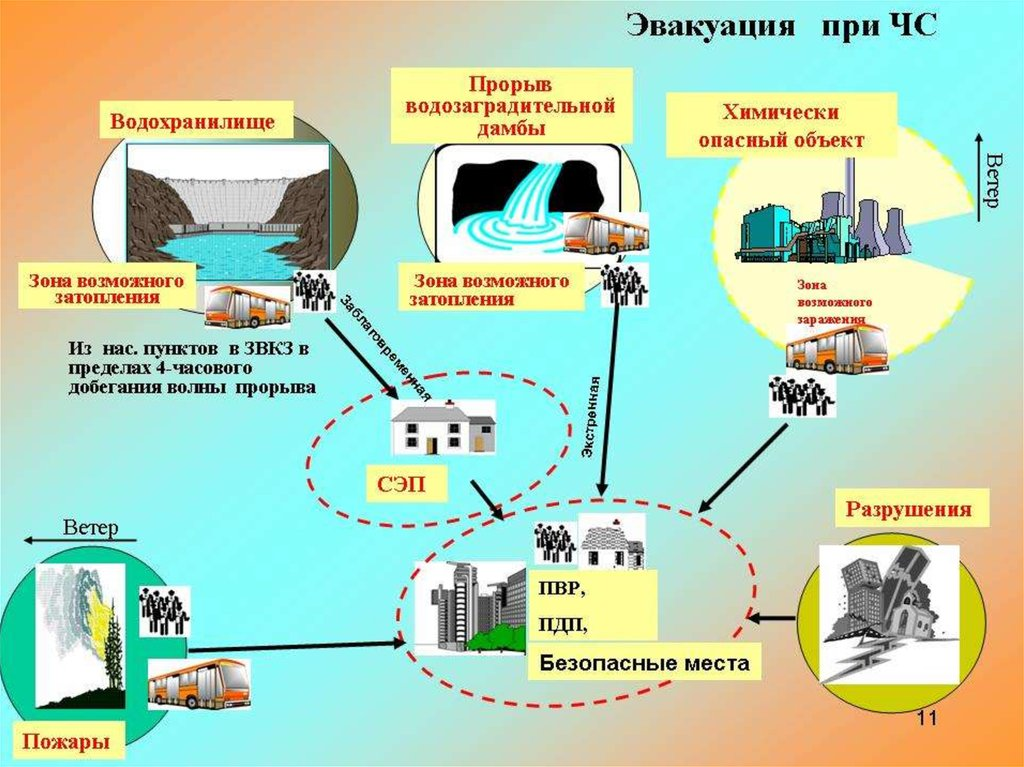 Эвакуация при ЧС
Водохранилище
Прорыв
водозаградительной
дамбы
Химически
опасный объект
Ветер
Зона возможного
затопления
Зона возможного
затопления
Зона
возможного
заражения
Заблаговременная
Из нас. пунктов в ЗВКЗ в
пределах 4-часового
добегания волны прорыва
Экстренная
СЭП
Разрушения
Ветер
ПВР,
ПДП,
Безопасные места
Пожары
11